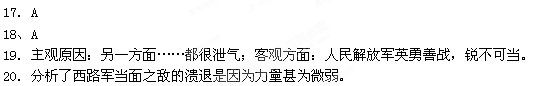 17. A
18、A
19. 主观原因：另一方面……都很泄气；客观方面：人民解放军英勇善战，锐不可当。
20. 分析了西路军当面之敌的溃退是因为力量甚为微弱。